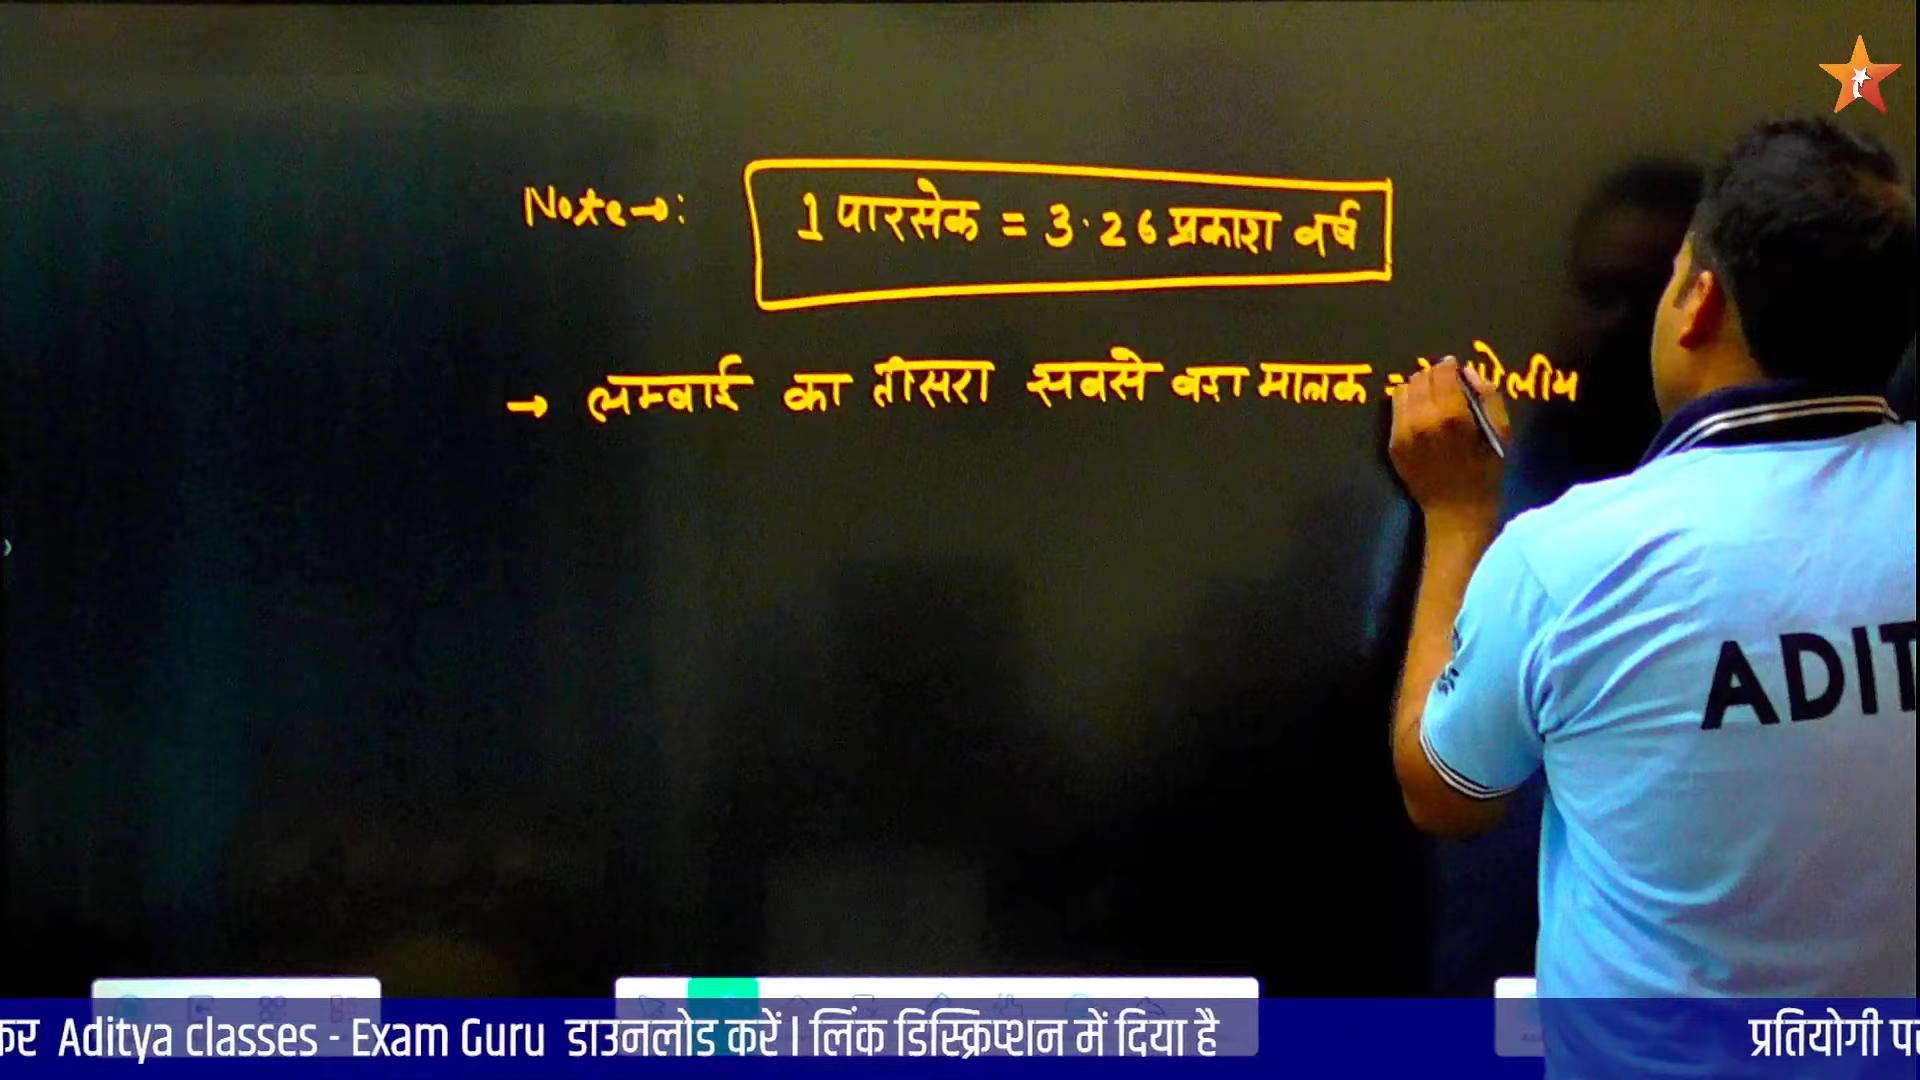 Note→:
1 पारसेक = 3.26 प्रकाश वर्ष
→ लम्बाई का तीसरा सबसे बड़ा मात्रक =
ADIT
कर Aditya classes - Exam Guru डाउनलोड करें। लिंक डिस्क्रिप्शन में दिया है
प्रतियोगी